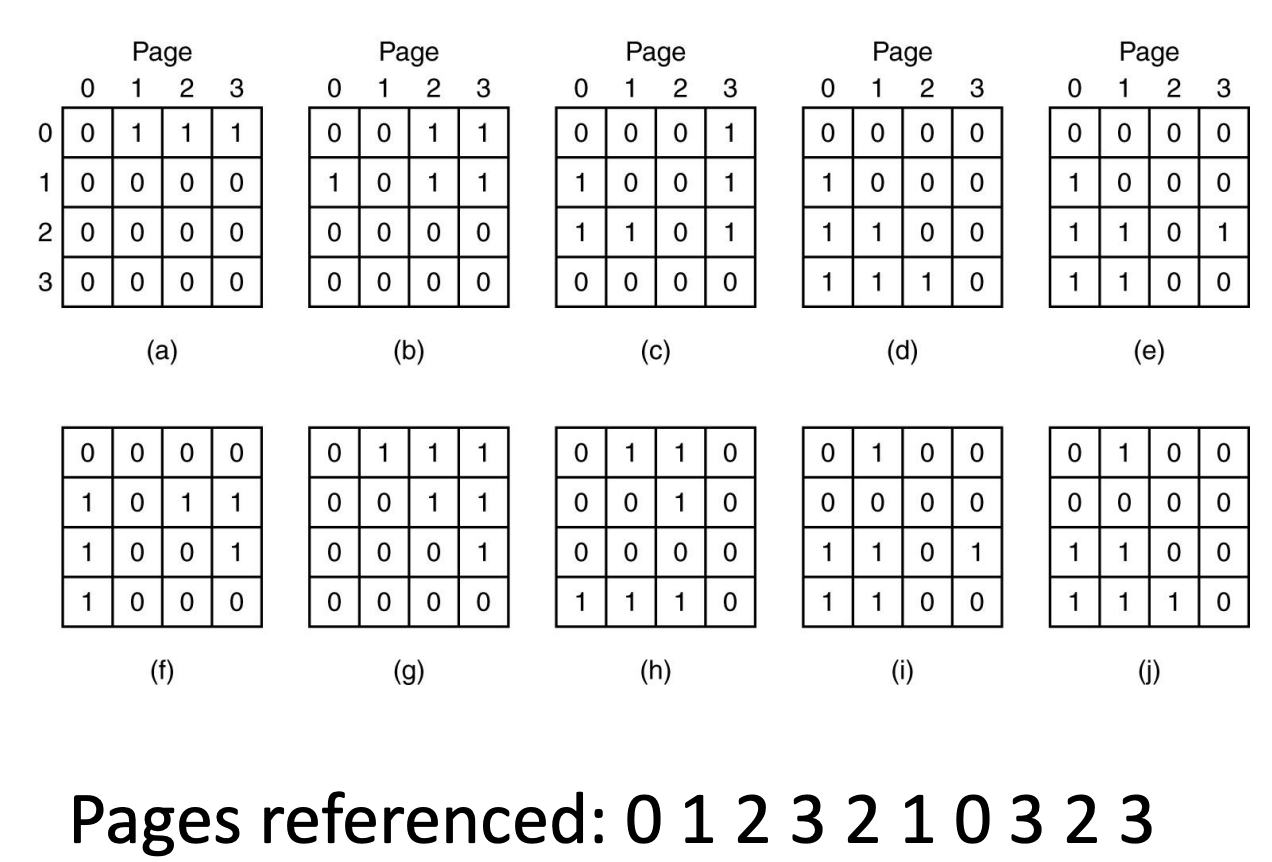 Page Page Page Page Page
0 1 2 3 0 1 2 3 0 1 2 3 0 1 2 3 0 1 2 3
0 0 1 1 1 0 0 1 1 0 0 0 1 0 0 0 0 0 0 0 0
1 0 0 0 0 1 0 1 1 1 0 0 1 1 0 0 0 1 0 0 0
2 0 0 0 0 0 0 0 0 1 1 0 1 1 1 0 0 1 1 0 1
3 0 0 0 0 0 0 0 0 0 0 0 0 1 1 1 0 1 1 0 0
(a) (b) (c) (d) (e)
0 0 0 0 0 1 1 1 0 1 1 0 0 1 0 0 0 1 0 0
1 0 1 1 0 0 1 1 0 0 1 0 0 0 0 0 0 0 0 0
1 0 0 1 0 0 0 1 0 0 0 0 1 1 0 1 1 1 0 0
1 0 0 0 0 0 0 0 1 1 1 0 1 1 0 0 1 1 1 0
(f) (g) (h) (i) (j)
Pages referenced: 0 1 2 3 2 1 0 3 2 3